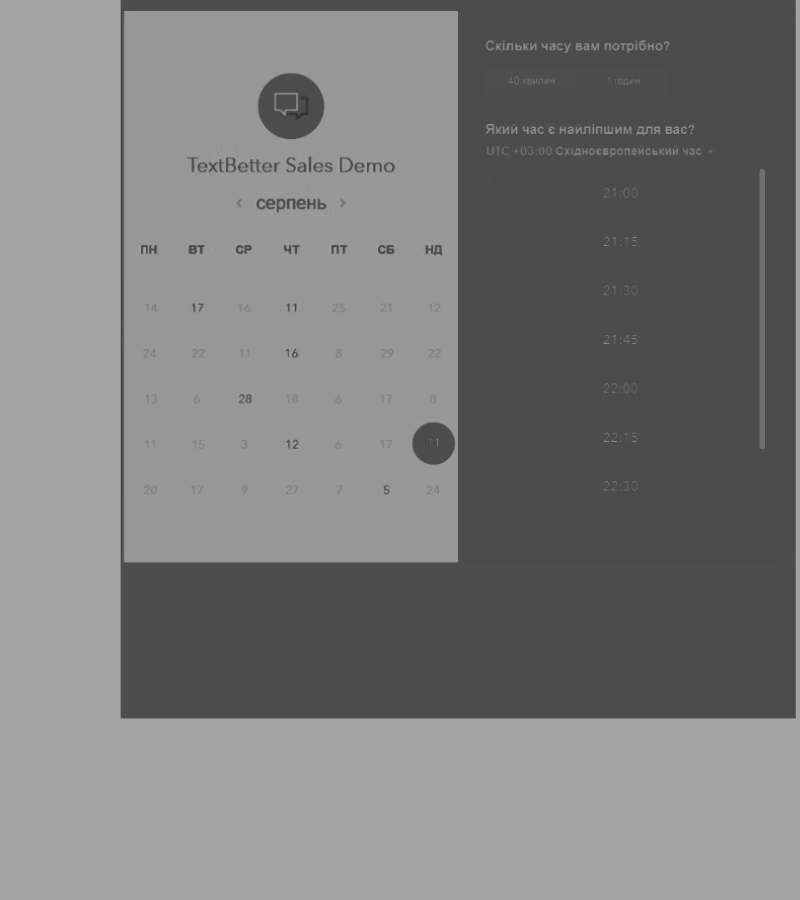 TextBetter Sales Demo
< серпень >
ПН ВТ СР ЧТ ПТ СБ НД
14 17 16 11 25 21 12
24 22 11 16 8 29 22
13 6 28 18 6 17 8
11 15 3 12 6 17 11
20 17 9 27 7 5 24
Скільки часу вам потрібно?
40 хвилин 1 годин
Який час є найліпшим для вас?
UTC +03:00 Східноєвропейський час
21:00
21:15
21:30
21:45
22:00
22:15
22:30